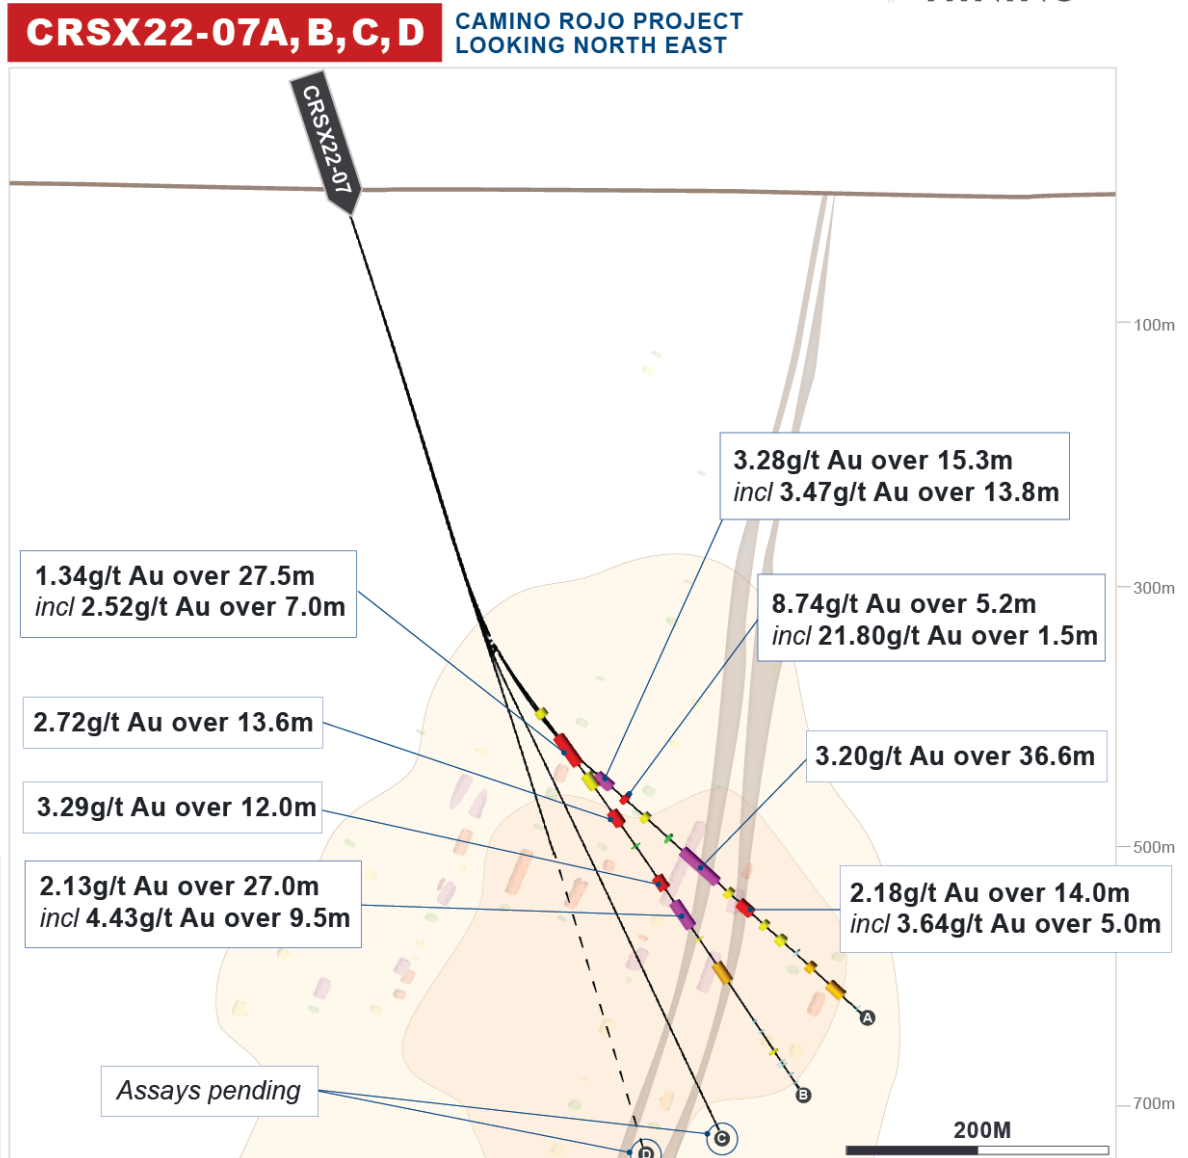 CRSX22-07A, B, C, D
CAMINO ROJO PROJECT
LOOKING NORTH EAST
CRSX22-07
100m
3.28g/t Au over 15.3m
incl 3.47g/t Au over 13.8m
1.34g/t Au over 27.5m
incl 2.52g/t Au over 7.0m
300m
8.74g/t Au over 5.2m
incl 21.80g/t Au over 1.5m
2.72g/t Au over 13.6m
3.20g/t Au over 36.6m
3.29g/t Au over 12.0m
500m
2.13g/t Au over 27.0m
incl 4.43g/t Au over 9.5m
2.18g/t Au over 14.0m
incl 3.64g/t Au over 5.0m
A
B
Assays pending
700m
C
D
200M